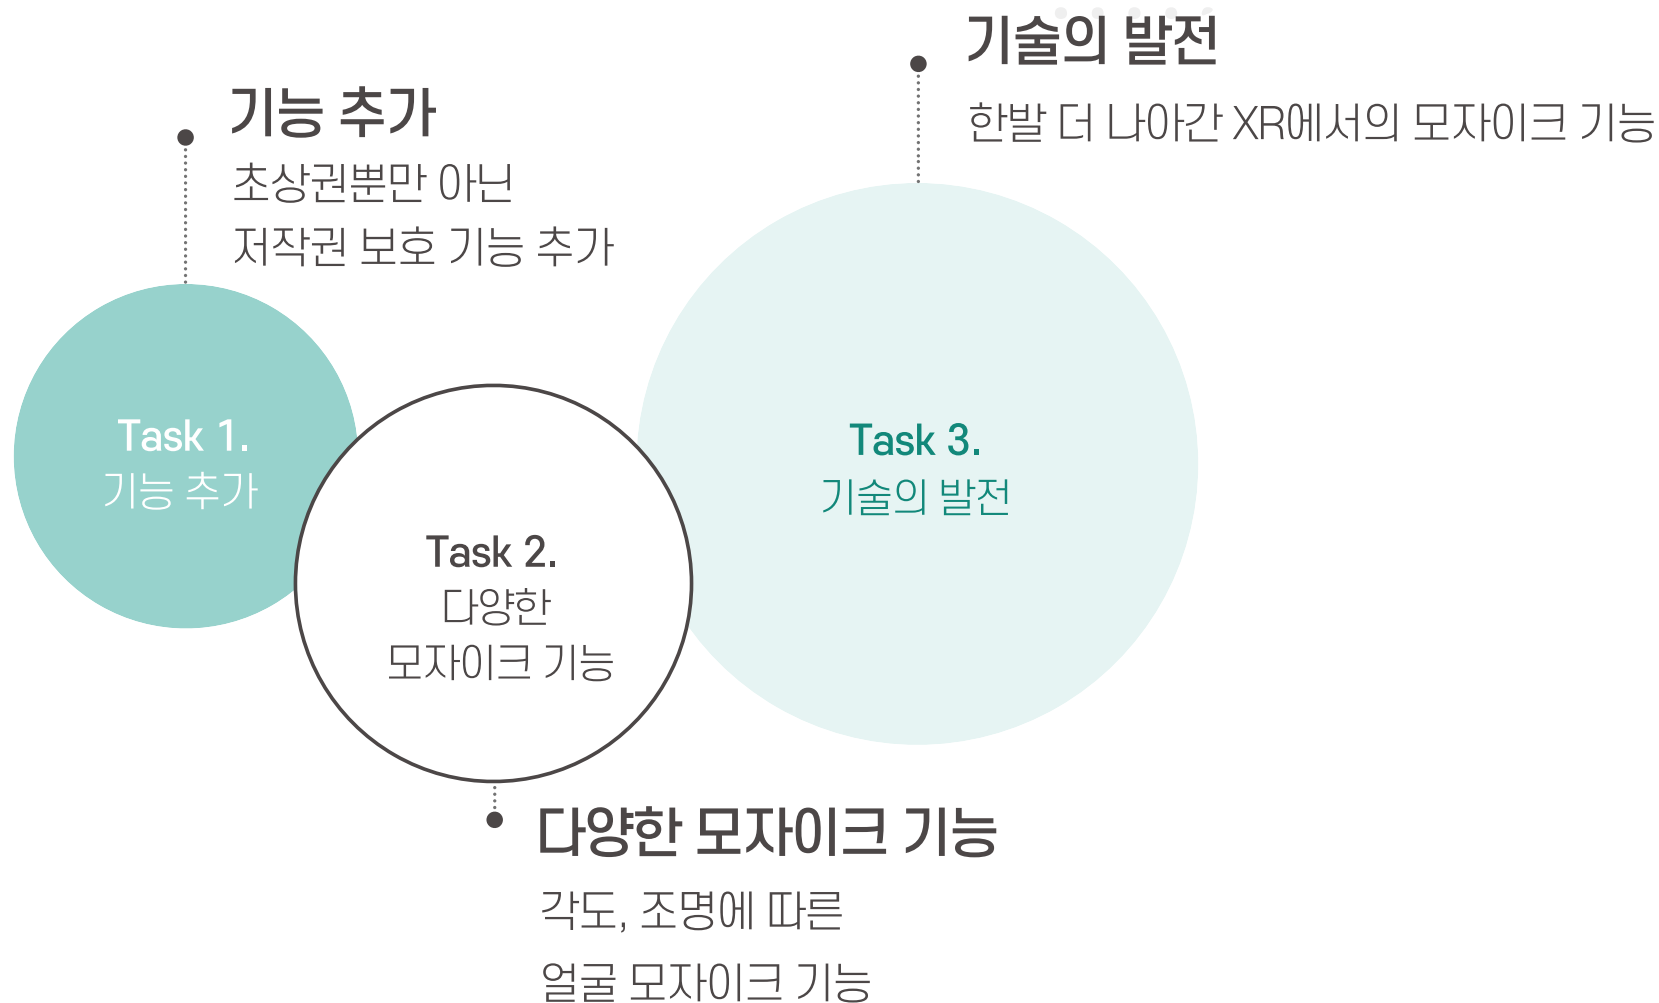 기술의 발전
한발 더 나아간 XR에서의 모자이크 기능
기능 추가
초상권뿐만 아닌
저작권 보호 기능 추가
Task 1.
기능 추가
Task 2.
다양한
모자이크 기능
Task 3.
기술의 발전
다양한 모자이크 기능
각도, 조명에 따른
얼굴 모자이크 기능